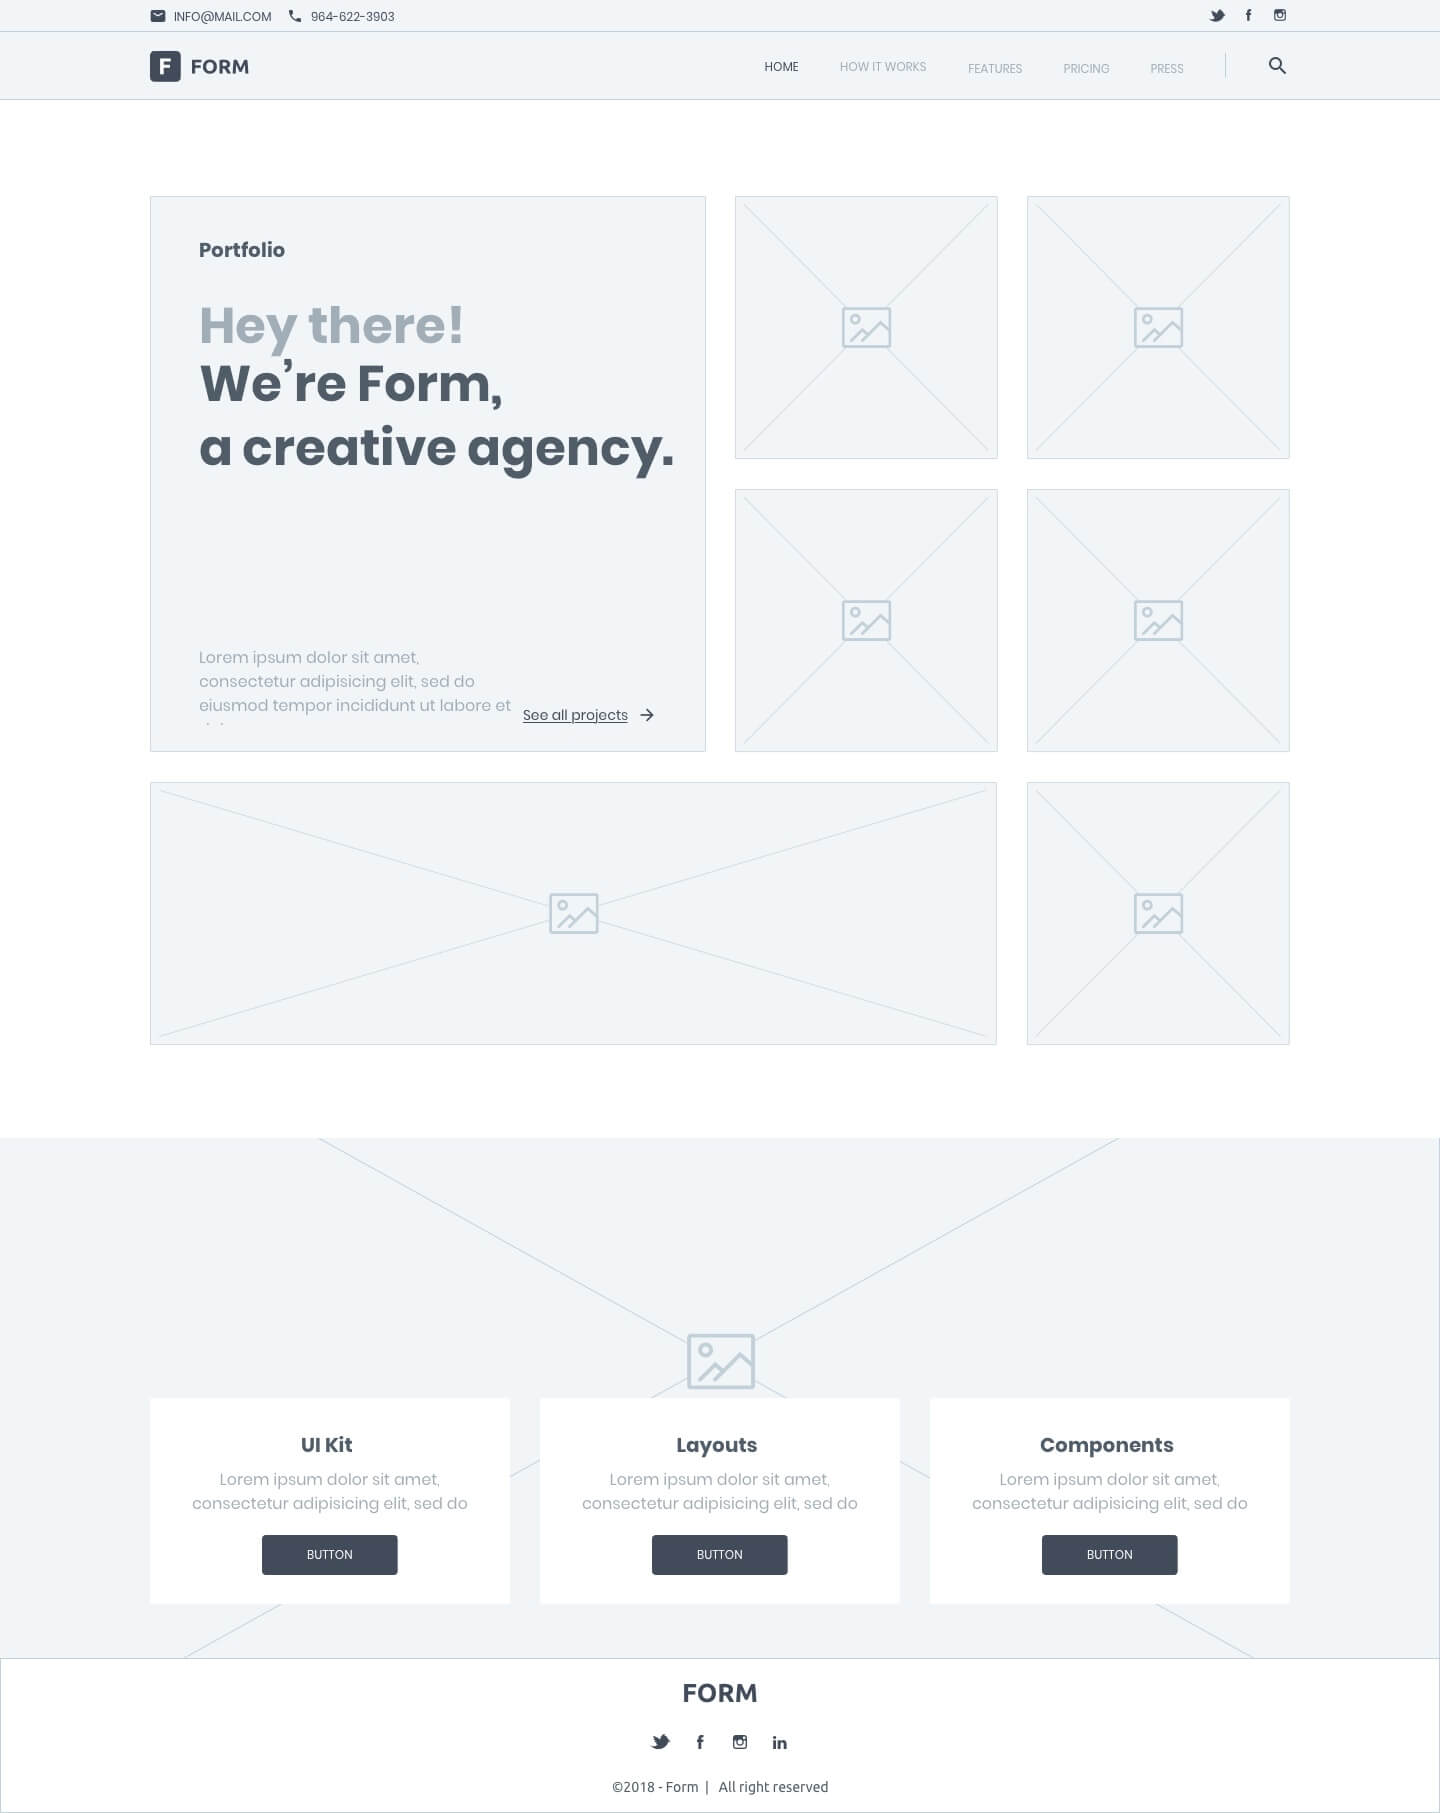 INFO@MAIL.COM 964-622-3903
F FORM
HOME HOW IT WORKS FEATURES PRICING PRESS
Portfolio
Hey there!
We’re Form,
a creative agency.
Lorem ipsum dolor sit amet,
consectetur adipisicing elit, sed do
eiusmod tempor incididunt ut labore et
See all projects
UI Kit
Lorem ipsum dolor sit amet,
consectetur adipisicing elit, sed do
BUTTON
Layouts
Lorem ipsum dolor sit amet,
consectetur adipisicing elit, sed do
BUTTON
Components
Lorem ipsum dolor sit amet,
consectetur adipisicing elit, sed do
BUTTON
FORM
©2018 - Form | All right reserved